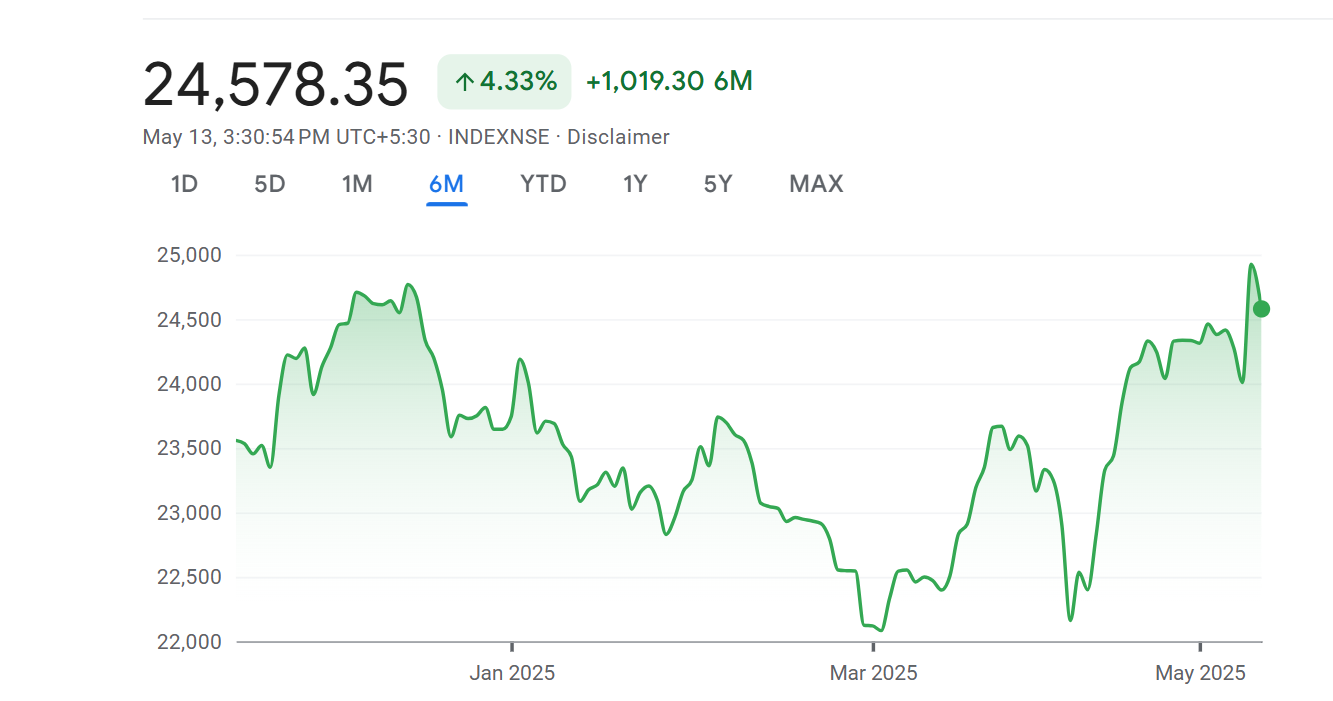 24,578.35 ↑ 4.33% +1,019.30 6M
May 13, 3:30:54 PM UTC+5:30 · INDEXNSE · Disclaimer
1D 5D 1M 6M YTD 1Y 5Y MAX
25,000
24,500
24,000
23,500
23,000
22,500
22,000
Jan 2025 Mar 2025 May 2025